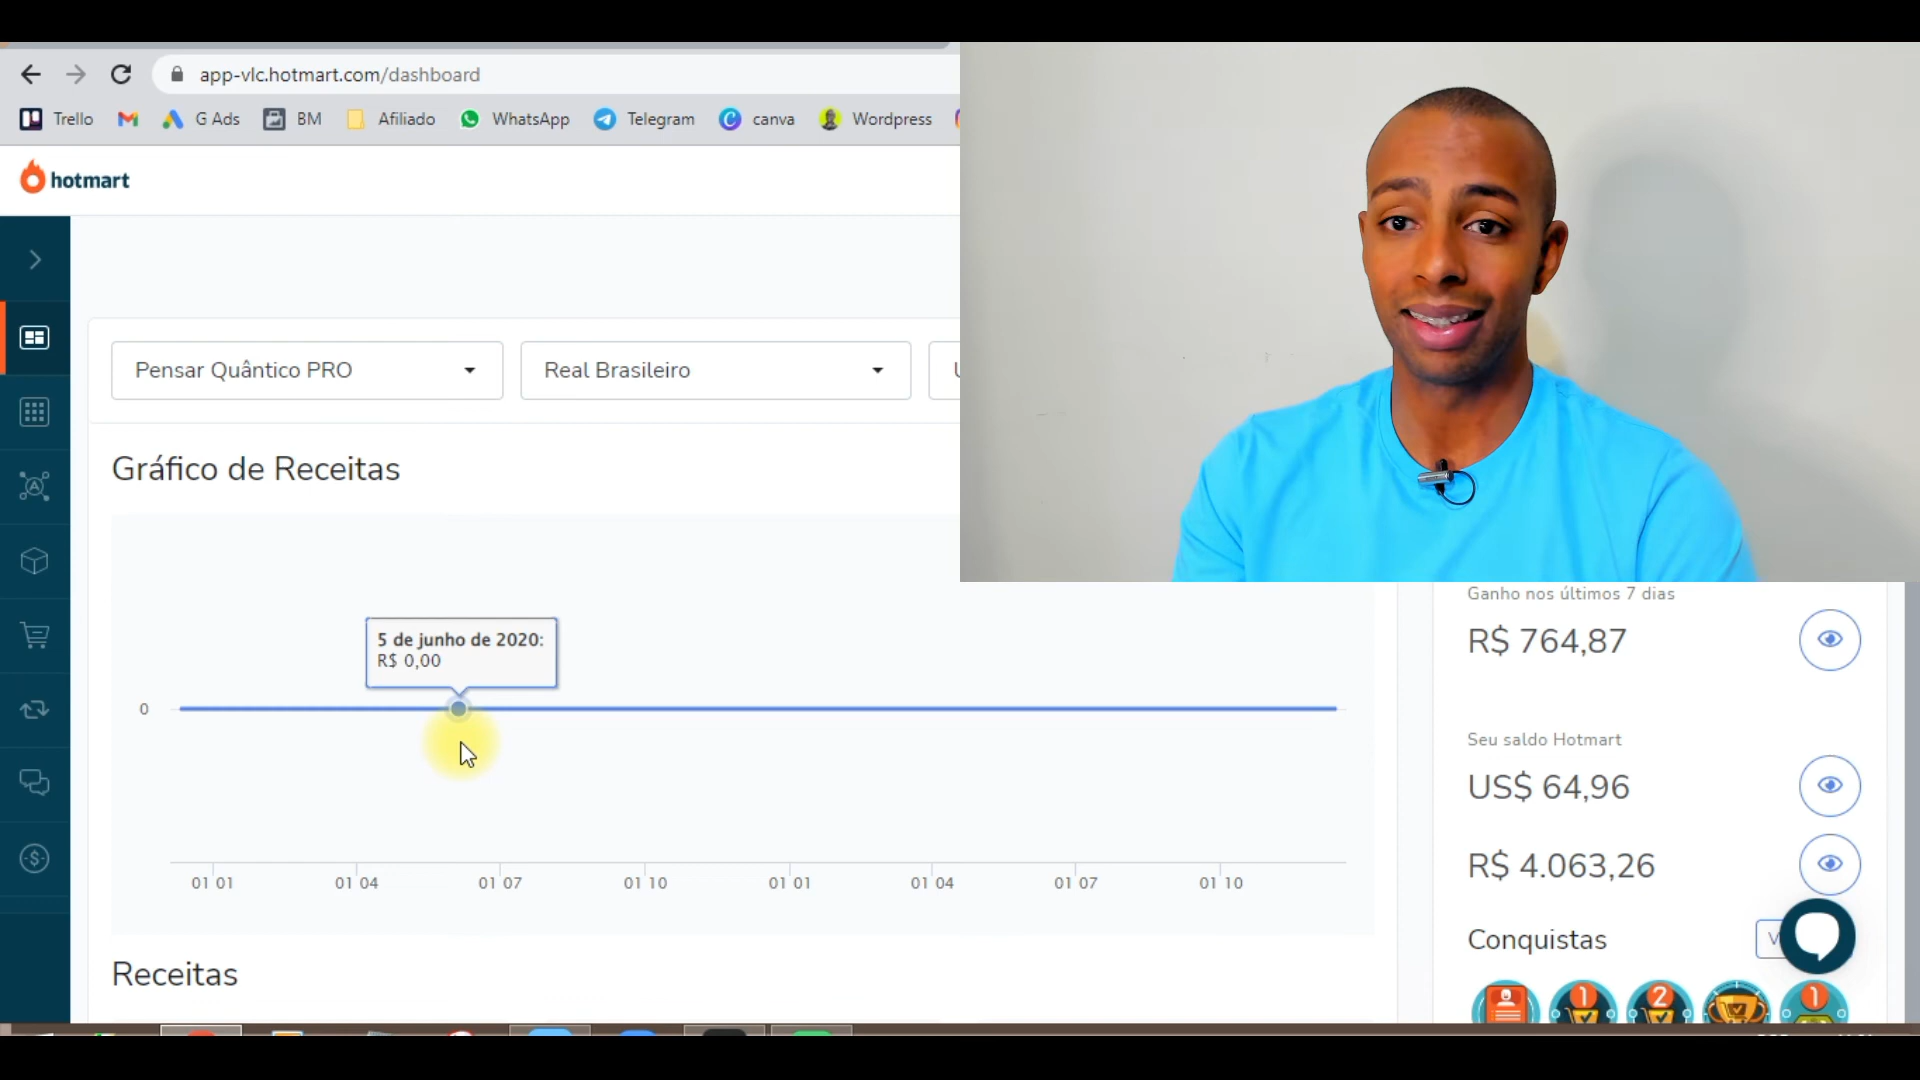 app-vlc.hotmart.com/dashboard
Trello
G Ads
BM
Afiliado
WhatsApp
Telegram
canva
Wordpress
hotmart
Pensar Quântico PRO
Real Brasileiro
Gráfico de Receitas
5 de junho de 2020:
R$ 0,00
0
01 01
01 04
01 07
01 10
01 01
01 04
01 07
01 10
Receitas
Ganho nos últimos 7 dias
R$ 764,87
Seu saldo Hotmart
US$ 64,96
R$ 4.063,26
Conquistas
1
2
1